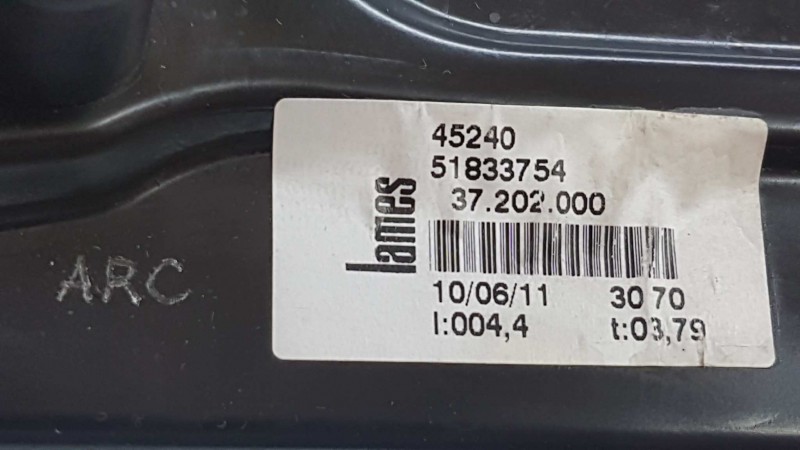 ARC
lames
45240
51833754
37.202.000
10/06/11 30 70
I:004,4 t:03,79